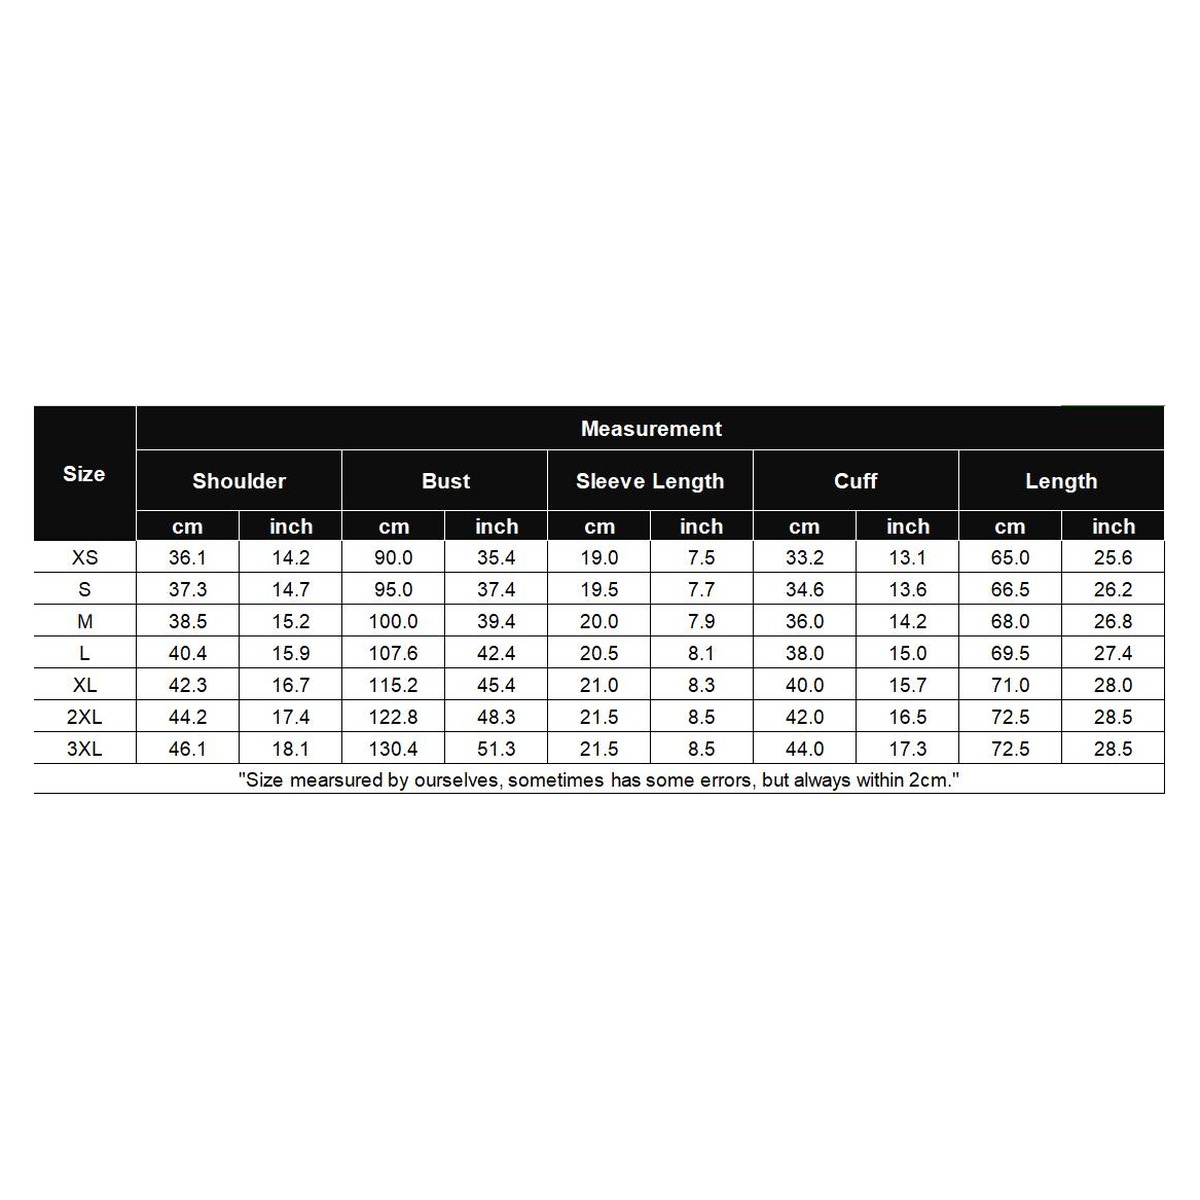 Size Measurement
Shoulder Bust Sleeve Length Cuff Length
cm inch cm inch cm inch cm inch cm inch
XS 36.1 14.2 90.0 35.4 19.0 7.5 33.2 13.1 65.0 25.6
S 37.3 14.7 95.0 37.4 19.5 7.7 34.6 13.6 66.5 26.2
M 38.5 15.2 100.0 39.4 20.0 7.9 36.0 14.2 68.0 26.8
L 40.4 15.9 107.6 42.4 20.5 8.1 38.0 15.0 69.5 27.4
XL 42.3 16.7 115.2 45.4 21.0 8.3 40.0 15.7 71.0 28.0
2XL 44.2 17.4 122.8 48.3 21.5 8.5 42.0 16.5 72.5 28.5
3XL 46.1 18.1 130.4 51.3 21.5 8.5 44.0 17.3 72.5 28.5
"Size mearsured by ourselves, sometimes has some errors, but always within 2cm."